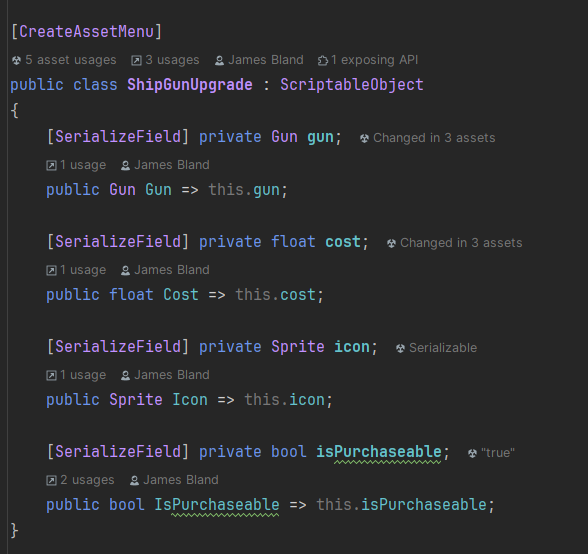 [CreateAssetMenu]
5 asset usages 3 usages James Bland 1 exposing API
public class ShipGunUpgrade : ScriptableObject
{
[SerializeField] private Gun gun; Changed in 3 assets
1 usage James Bland
public Gun Gun => this.gun;
[SerializeField] private float cost; Changed in 3 assets
1 usage James Bland
public float Cost => this.cost;
[SerializeField] private Sprite icon; Serializable
1 usage James Bland
public Sprite Icon => this.icon;
[SerializeField] private bool isPurchaseable; "true"
2 usages James Bland
public bool IsPurchaseable => this.isPurchaseable;
}